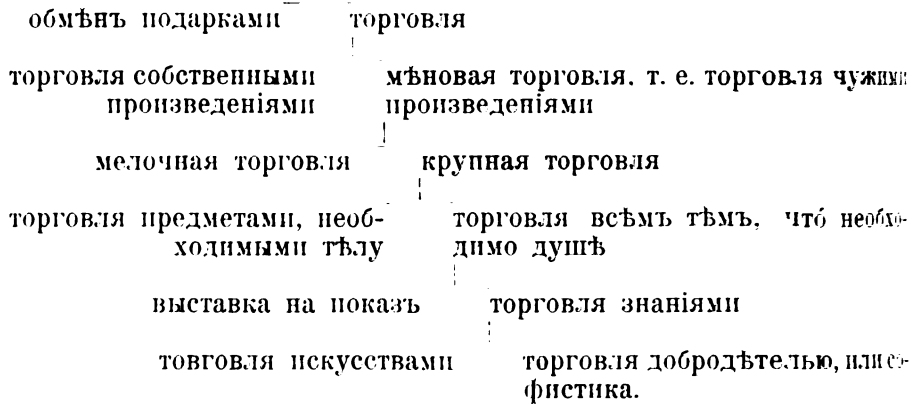 обмѣнъ подарками торговля
торговля собственными мѣновая торговля, т. е. торговля чужими
произведеніями произведеніями
мелочная торговля крупная торговля
торговля предметами, необ- торговля всѣмъ тѣмъ, что́ необхо-
ходимыми тѣлу димо душѣ
выставка на показъ торговля знаніями
товговля искусствами торговля добродѣтелью, или со-
фистика.